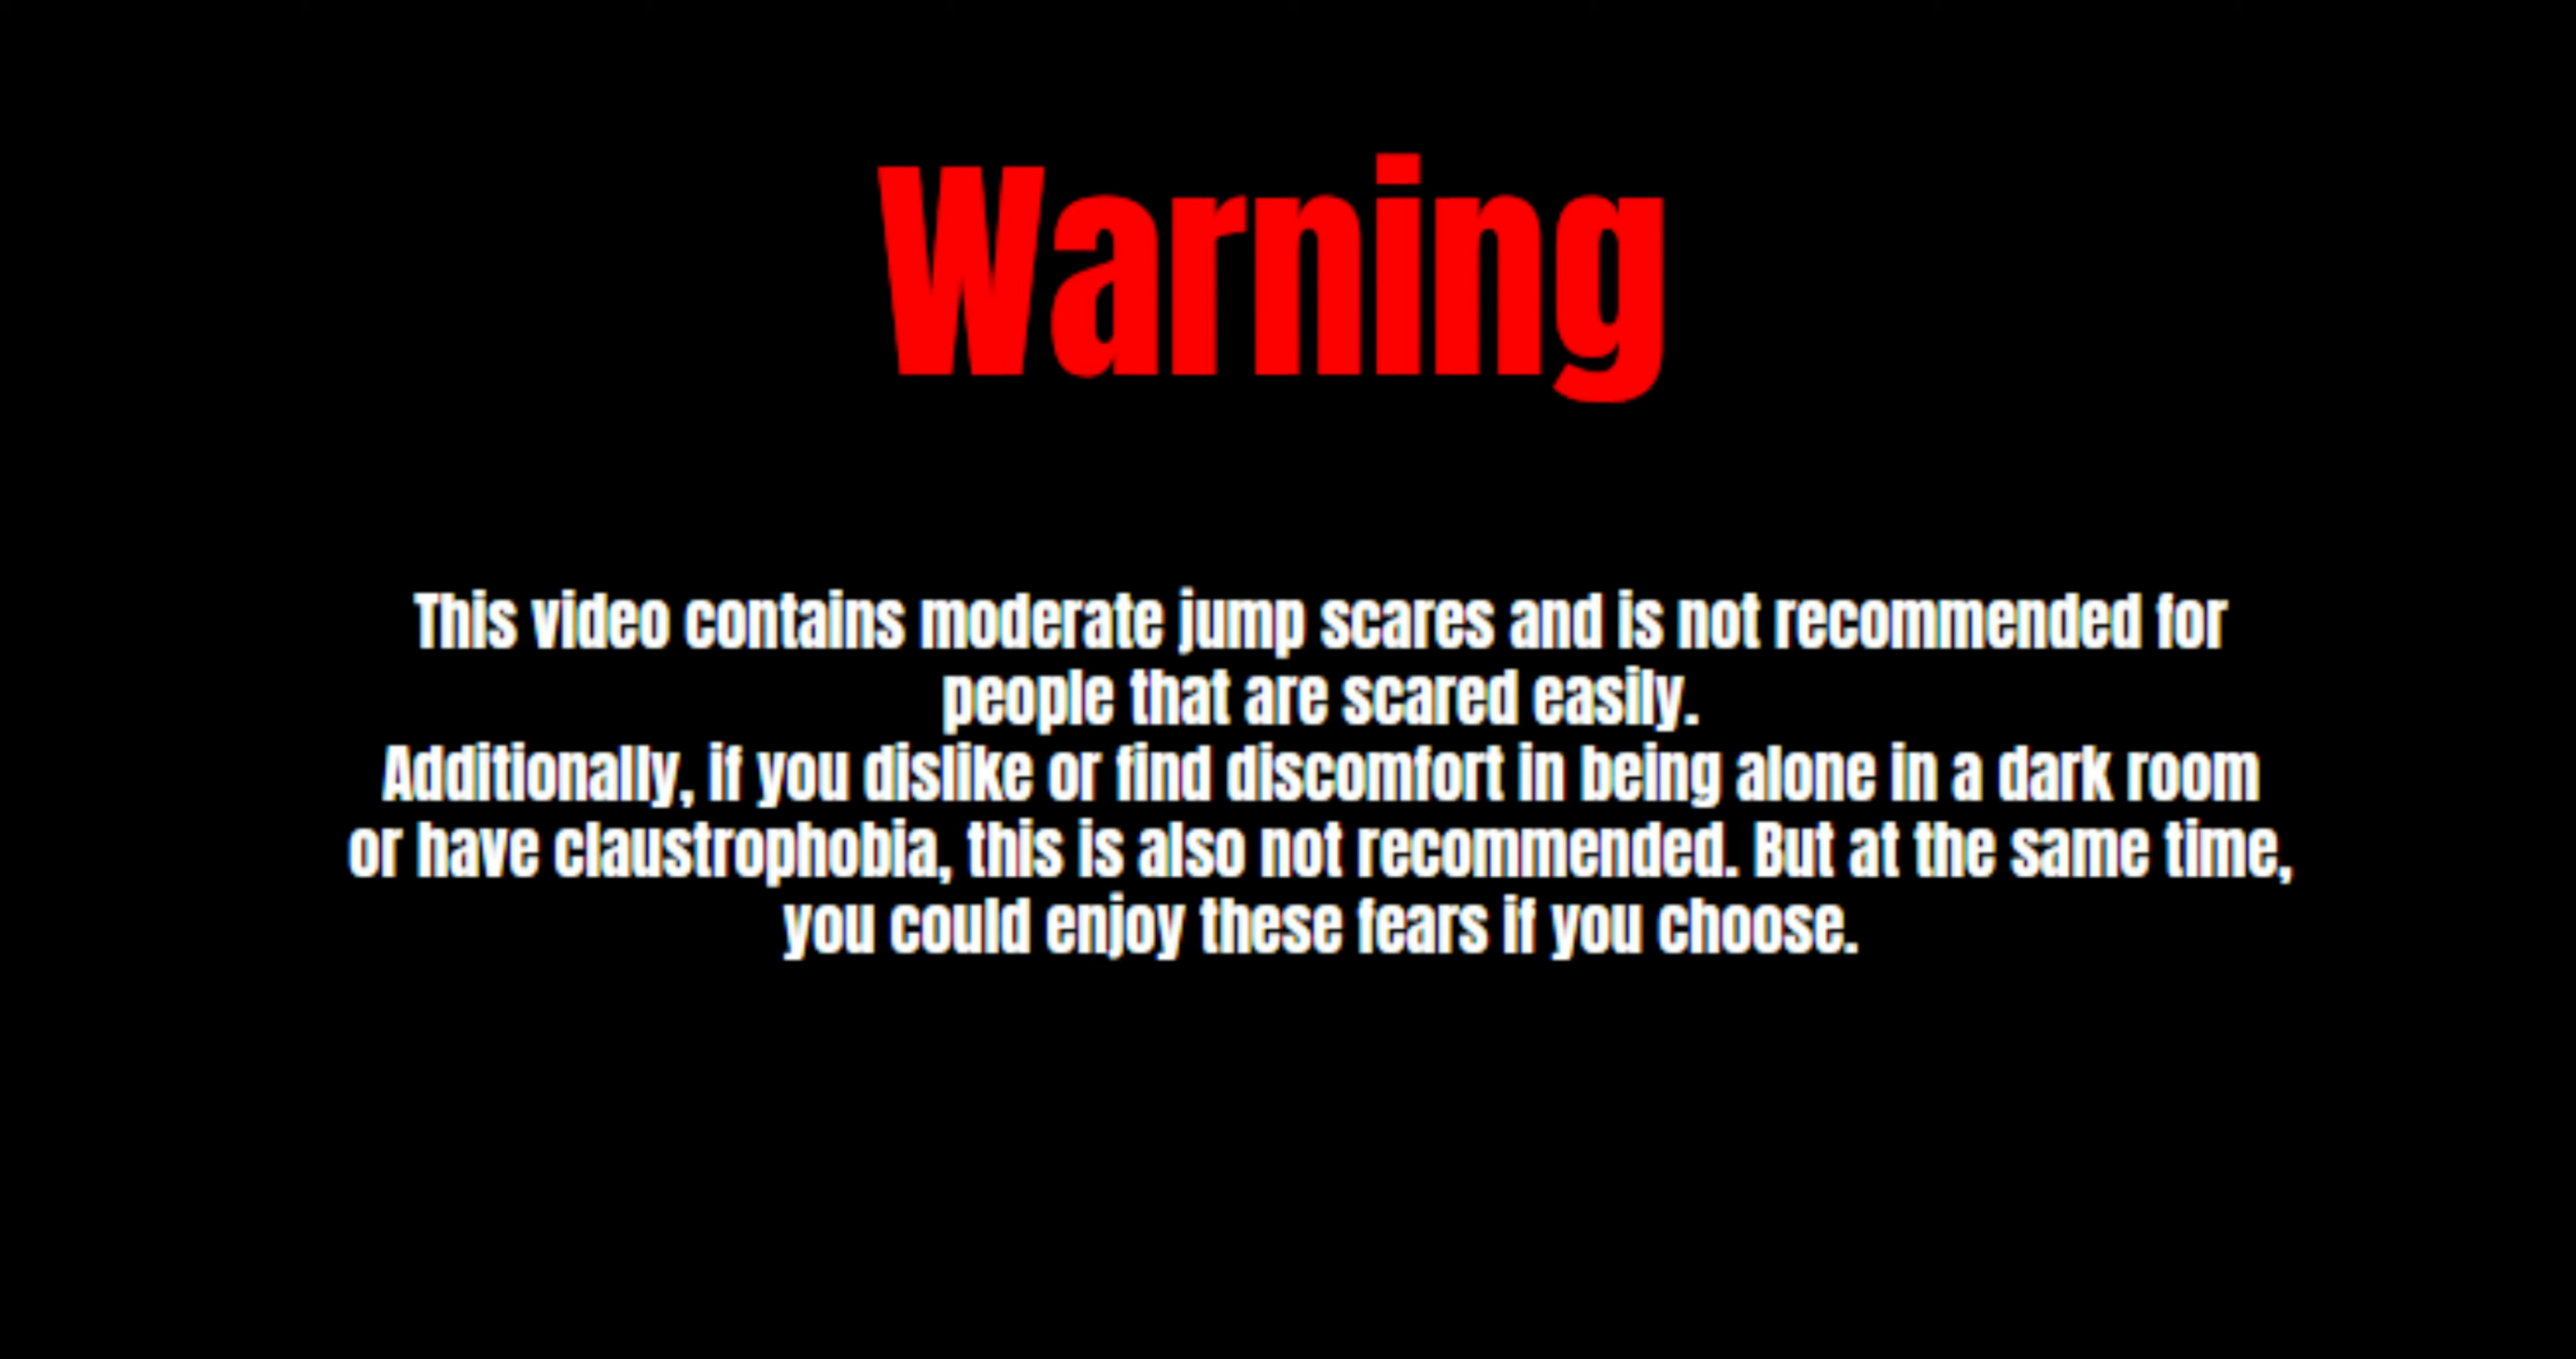 Warning
This video contains moderate jump scares and is not recommended for
people that are scared easily.
Additionally, if you dislike or find discomfort in being alone in a dark room
or have claustrophobia, this is also not recommended. But at the same time,
you could enjoy these fears if you choose.